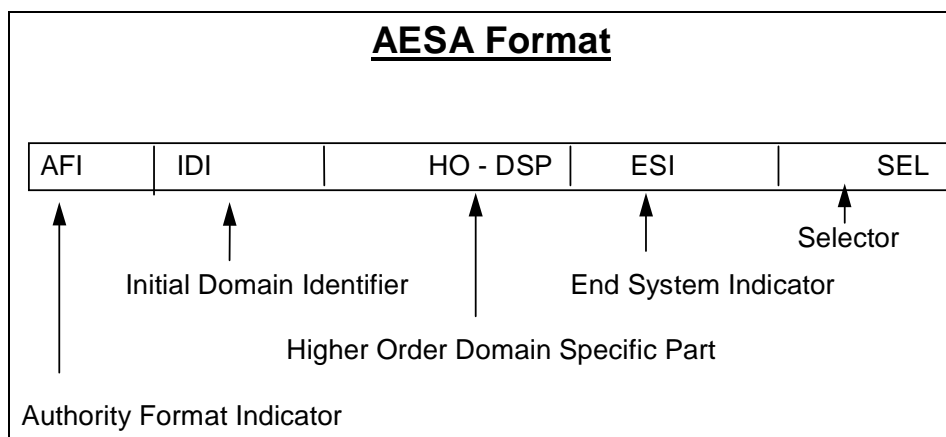 AESA Format
AFI IDI HO - DSP ESI SEL
Selector
Initial Domain Identifier End System Indicator
Higher Order Domain Specific Part
Authority Format Indicator